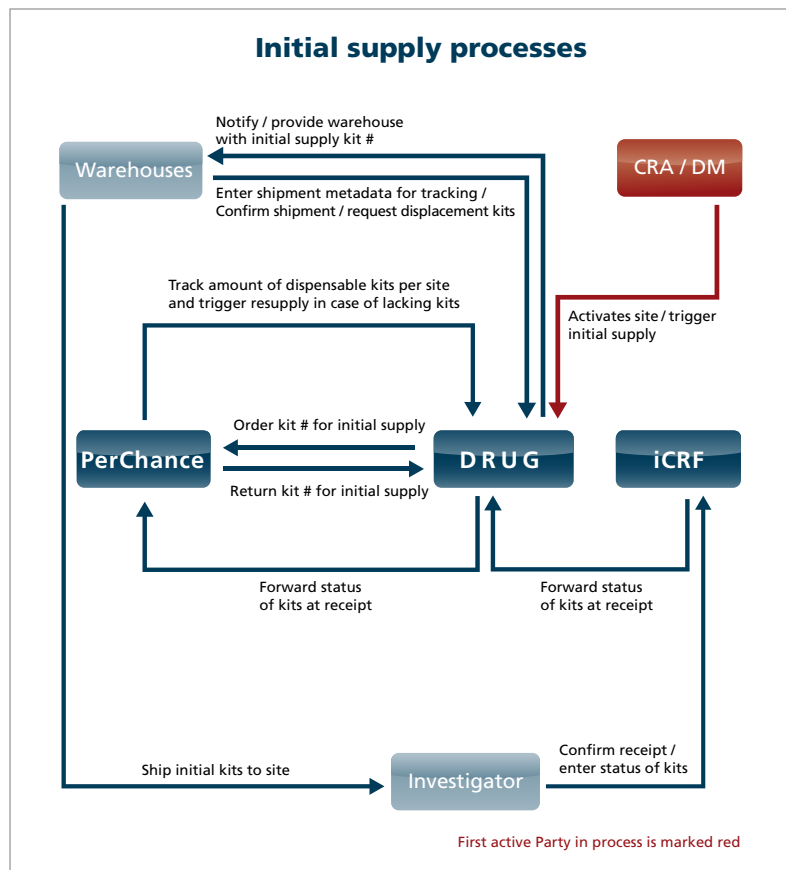 Initial supply processes
Notify / provide warehouse
with initial supply kit #
Warehouses
CRA / DM
Enter shipment metadata for tracking /
Confirm shipment / request displacement kits
Track amount of dispensable kits per site
and trigger resupply in case of lacking kits
Activates site / trigger
initial supply
Order kit # for initial supply
PerChance
DRUG
iCRF
Return kit # for initial supply
Forward status
of kits at receipt
Forward status
of kits at receipt
Ship initial kits to site
Investigator
Confirm receipt /
enter status of kits
First active Party in process is marked red